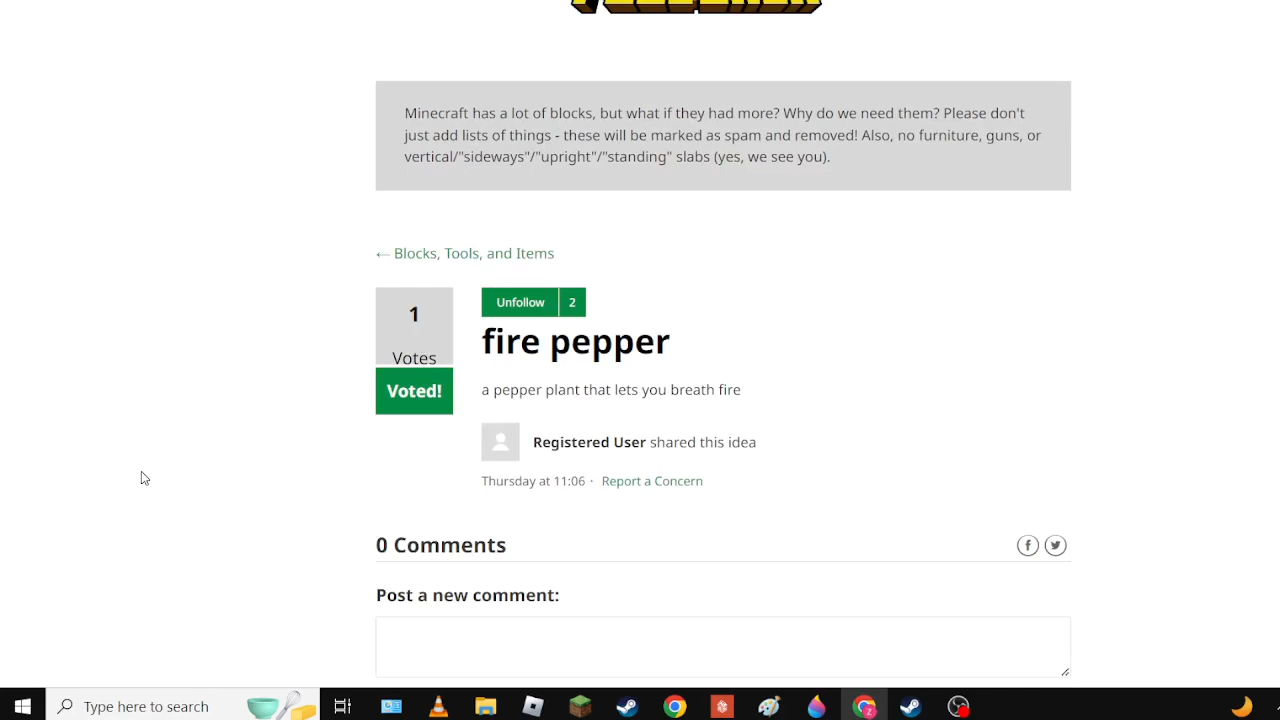 Minecraft has a lot of blocks, but what if they had more? Why do we need them? Please don't
just add lists of things - these will be marked as spam and removed! Also, no furniture, guns, or
vertical/"sideways"/"upright"/"standing" slabs (yes, we see you).
← Blocks, Tools, and Items
1
Votes
Voted!
Unfollow 2
fire pepper
a pepper plant that lets you breath fire
Registered User shared this idea
Thursday at 11:06 · Report a Concern
0 Comments
Post a new comment:
Type here to search